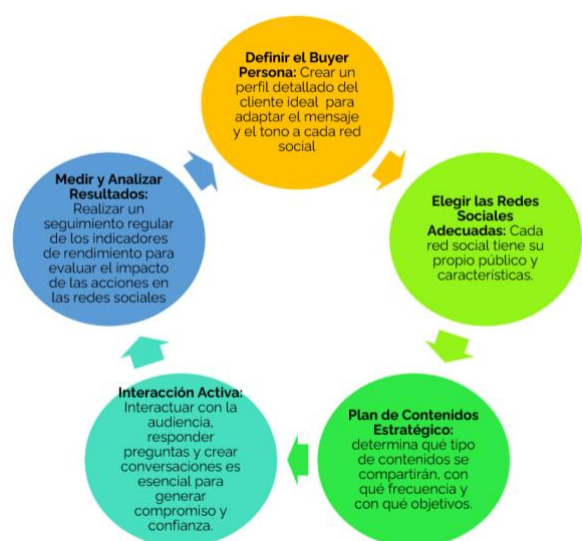 Definir el Buyer
Persona: Crear un
perfil detallado del
cliente ideal para
adaptar el mensaje
y el tono a cada red
social
Elegir las Redes
Sociales
Adecuadas: Cada
red social tiene su
propio público y
características.
Plan de Contenidos
Estratégico:
determina qué tipo
de contenidos se
compartirán, con
qué frecuencia y
con qué objetivos.
Interacción Activa:
Interactuar con la
audiencia,
responder
preguntas y crear
conversaciones es
esencial para
generar
compromiso y
confianza.
Medir y Analizar
Resultados:
Realizar un
seguimiento regular
de los indicadores
de rendimiento para
evaluar el impacto
de las acciones en
las redes sociales